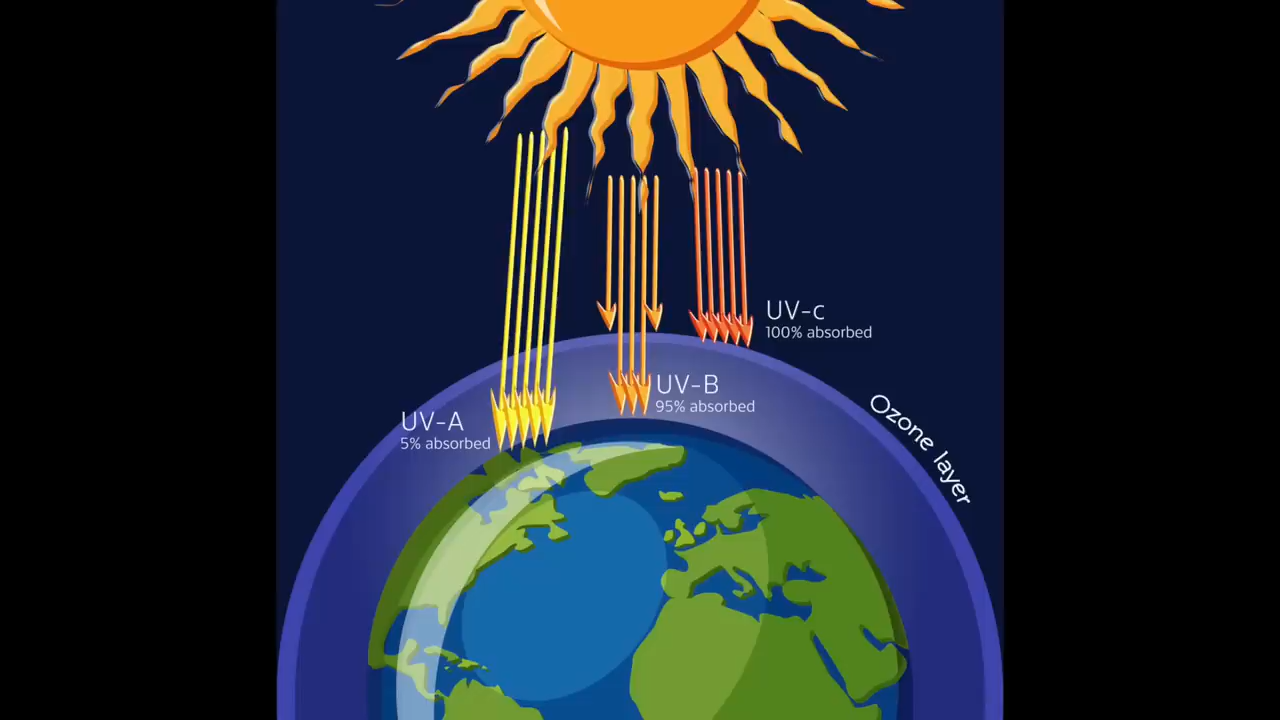 UV-c
100% absorbed
UV-B
95% absorbed
UV-A
5% absorbed
Ozone layer